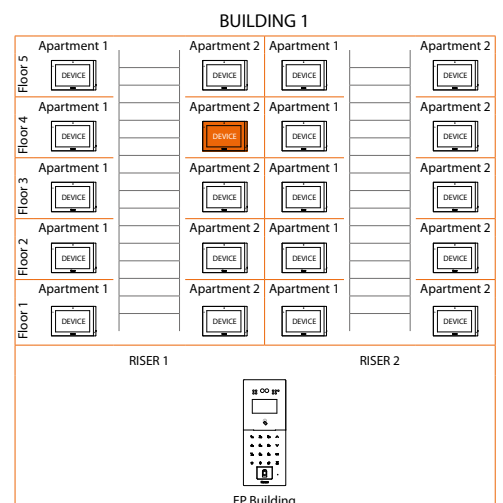 BUILDING 1
Apartment 1 Apartment 2 Apartment 1 Apartment 2
Floor 5 DEVICE DEVICE DEVICE DEVICE
Apartment 1 Apartment 2 Apartment 1 Apartment 2
Floor 4 DEVICE DEVICE DEVICE DEVICE
Apartment 1 Apartment 2 Apartment 1 Apartment 2
Floor 3 DEVICE DEVICE DEVICE DEVICE
Apartment 1 Apartment 2 Apartment 1 Apartment 2
Floor 2 DEVICE DEVICE DEVICE DEVICE
Apartment 1 Apartment 2 Apartment 1 Apartment 2
Floor 1 DEVICE DEVICE DEVICE DEVICE
RISER 1 RISER 2
EP Building